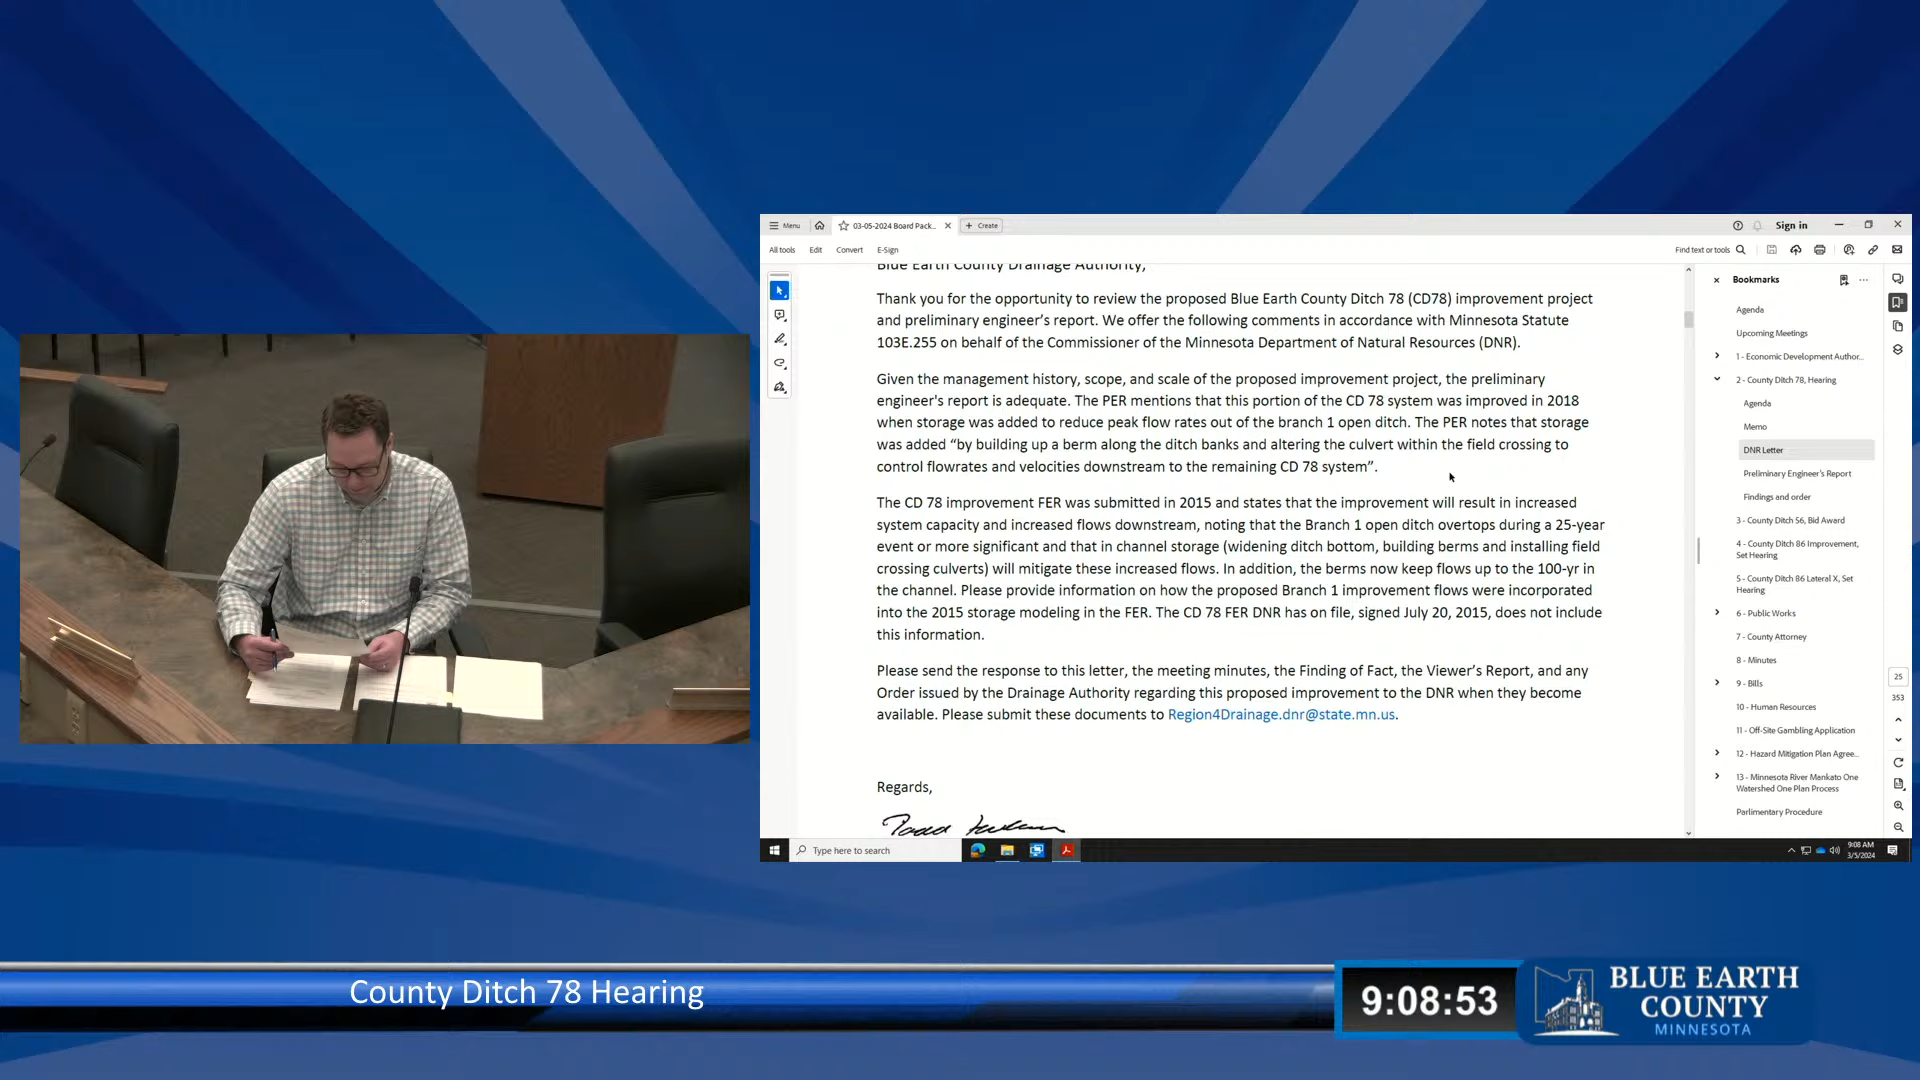 Menu
03-05-2024 Board Pack...
Create
Sign in
All tools
Edit
Convert
E-Sign
Find text or tools
Blue Earth County Drainage Authority,
Thank you for the opportunity to review the proposed Blue Earth County Ditch 78 (CD78) improvement project
and preliminary engineer's report. We offer the following comments in accordance with Minnesota Statute
103E.255 on behalf of the Commissioner of the Minnesota Department of Natural Resources (DNR).
Given the management history, scope, and scale of the proposed improvement project, the preliminary
engineer's report is adequate. The PER mentions that this portion of the CD 78 system was improved in 2018
when storage was added to reduce peak flow rates out of the branch 1 open ditch. The PER notes that storage
was added “by building up a berm along the ditch banks and altering the culvert within the field crossing to
control flowrates and velocities downstream to the remaining CD 78 system”.
The CD 78 improvement FER was submitted in 2015 and states that the improvement will result in increased
system capacity and increased flows downstream, noting that the Branch 1 open ditch overtops during a 25-year
event or more significant and that in channel storage (widening ditch bottom, building berms and installing field
crossing culverts) will mitigate these increased flows. In addition, the berms now keep flows up to the 100-yr in
the channel. Please provide information on how the proposed Branch 1 improvement flows were incorporated
into the 2015 storage modeling in the FER. The CD 78 FER DNR has on file, signed July 20, 2015, does not include
this information.
Please send the response to this letter, the meeting minutes, the Finding of Fact, the Viewer's Report, and any
Order issued by the Drainage Authority regarding this proposed improvement to the DNR when they become
available. Please submit these documents to Region4Drainage.dnr@state.mn.us.
Regards,
Bookmarks
Agenda
Upcoming Meetings
1 - Economic Development Author...
2 - County Ditch 78, Hearing
Agenda
Memo
DNR Letter
Preliminary Engineer's Report
Findings and order
3 - County Ditch 56, Bid Award
4 - County Ditch 86 Improvement,
Set Hearing
5 - County Ditch 86 Lateral X, Set
Hearing
6 - Public Works
7 - County Attorney
8 - Minutes
9 - Bills
10 - Human Resources
11 - Off-Site Gambling Application
12 - Hazard Mitigation Plan Agree...
13 - Minnesota River Mankato One
Watershed One Plan Process
Parlimentary Procedure
25
353
Type here to search
9:08 AM
3/5/2024
County Ditch 78 Hearing
9:08:53
BLUE EARTH
COUNTY
MINNESOTA